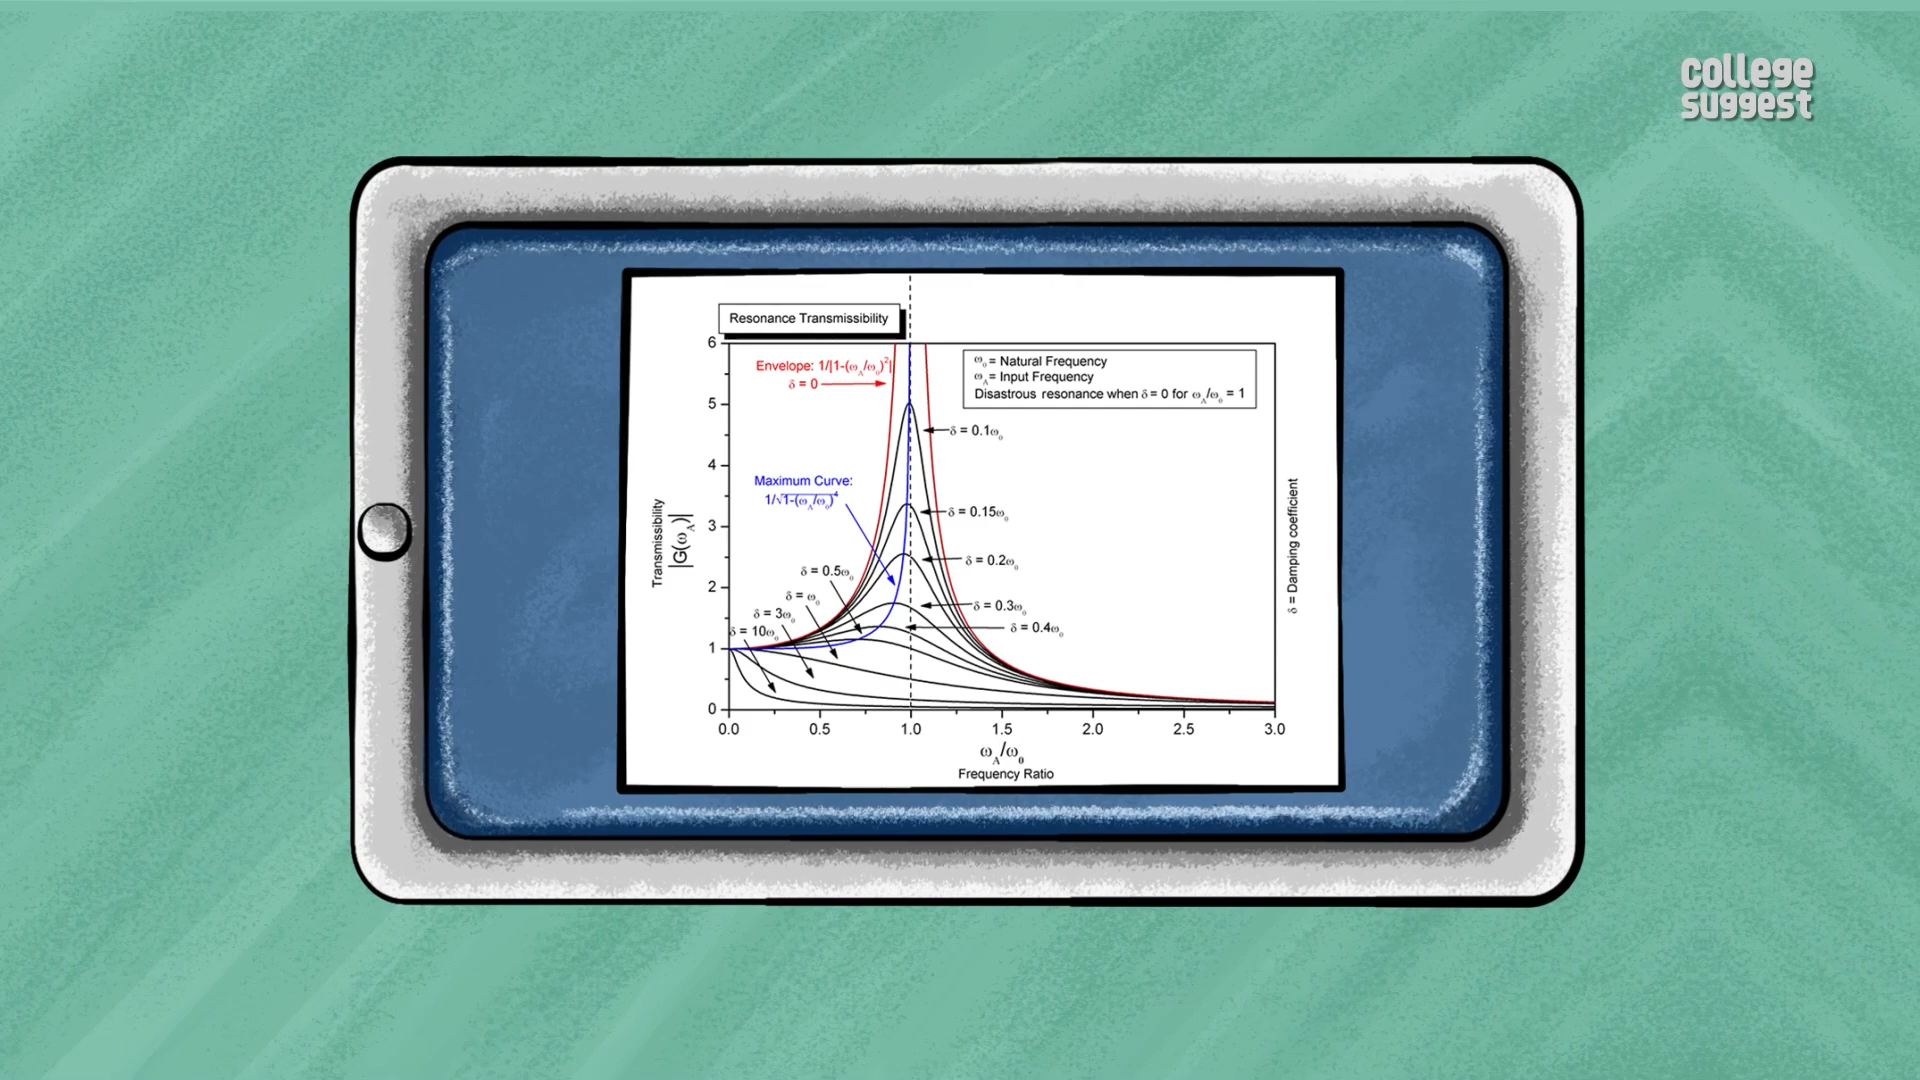 college
suggest
Resonance Transmissibility
Envelope: 1/|1-(ω_A/ω_0)²|
δ = 0
ω_0 = Natural Frequency
ω_A = Input Frequency
Disastrous resonance when δ = 0 for ω_A/ω_0 = 1
δ = 0.1ω_0
Maximum Curve:
1/√1-(ω_A/ω_0)⁴
δ = 0.15ω_0
δ = 0.2ω_0
δ = 0.5ω_0
δ = ω_0
δ = 0.3ω_0
δ = 3ω_0
δ = 0.4ω_0
δ = 10ω_0
Transmissibility
|G(ω_A)|
δ = Damping coefficient
6
5
4
3
2
1
0
0.0 0.5 1.0 1.5 2.0 2.5 3.0
ω_A/ω_0
Frequency Ratio